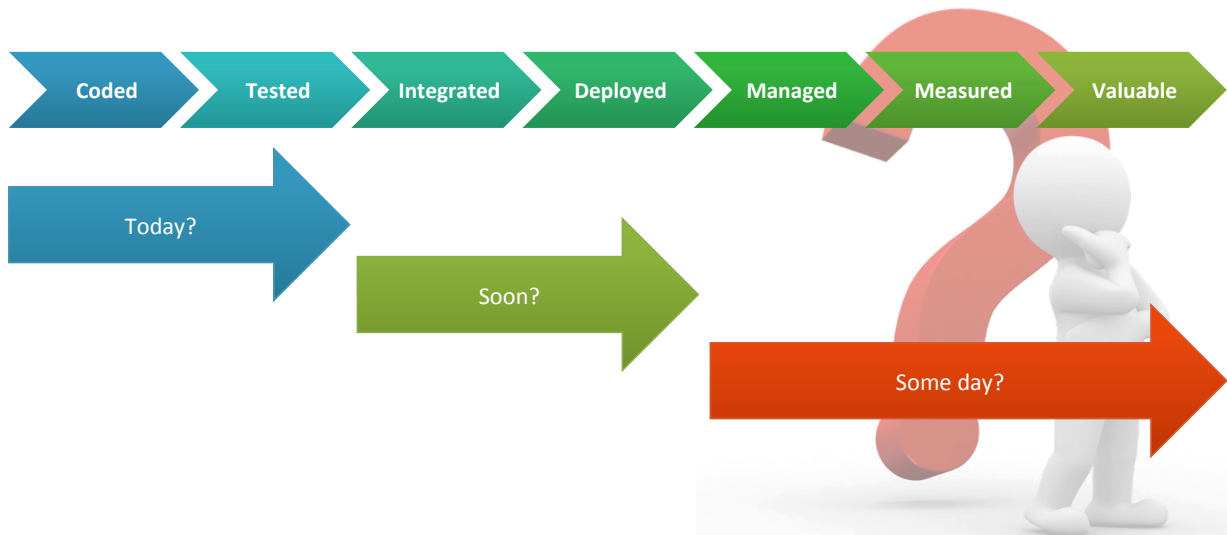 Coded
Tested
Integrated
Deployed
Managed
Measured
Valuable
Today?
Soon?
Some day?